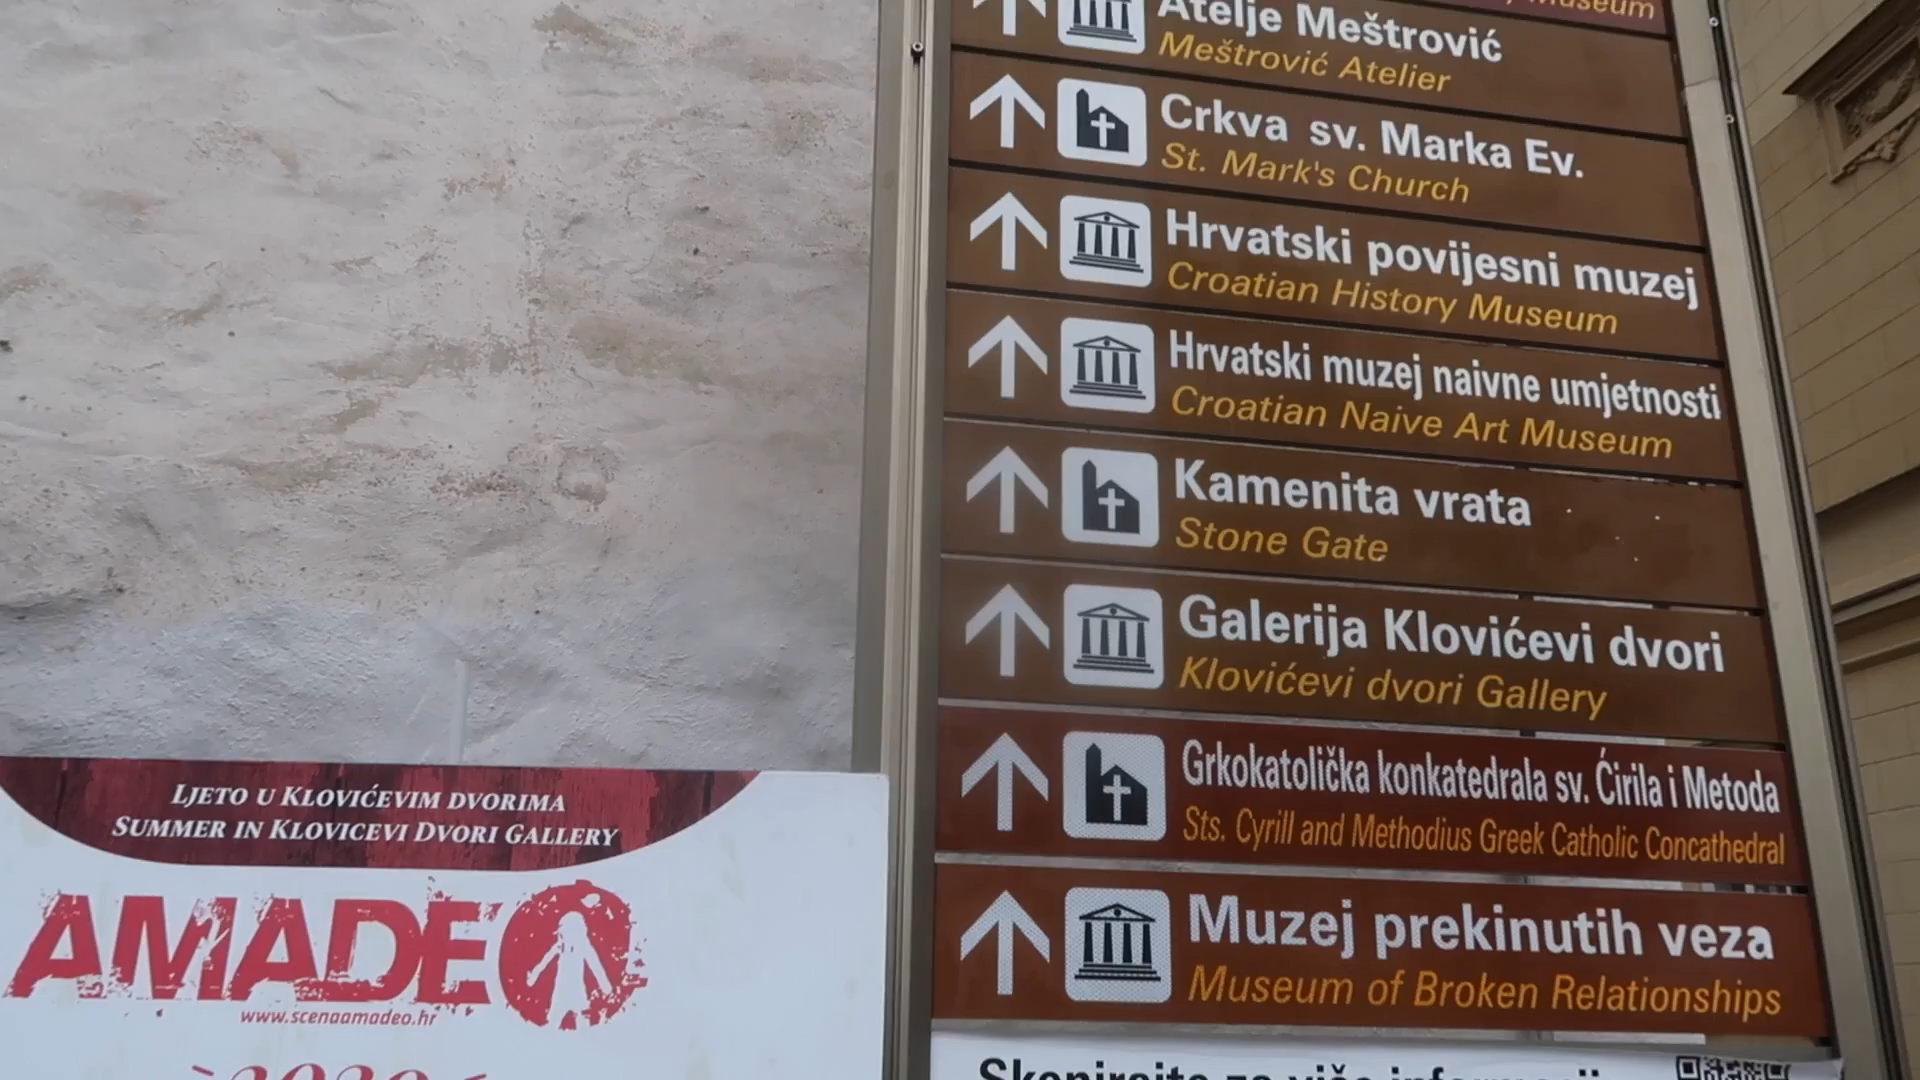 Museum
Atelje Meštrović
Meštrović Atelier
Crkva sv. Marka Ev.
St. Mark's Church
Hrvatski povijesni muzej
Croatian History Museum
Hrvatski muzej naivne umjetnosti
Croatian Naive Art Museum
Kamenita vrata
Stone Gate
Galerija Klovićevi dvori
Klovićevi dvori Gallery
Grkokatolička konkatedrala sv. Ćirila i Metoda
Sts. Cyrill and Methodius Greek Catholic Concathedral
Muzej prekinutih veza
Museum of Broken Relationships
Skenirajte za više informacija
LJETO U KLOVIĆEVIM DVORIMA
SUMMER IN KLOVICEVI DVORI GALLERY
AMADEO
www.scenaamadeo.hr
2020